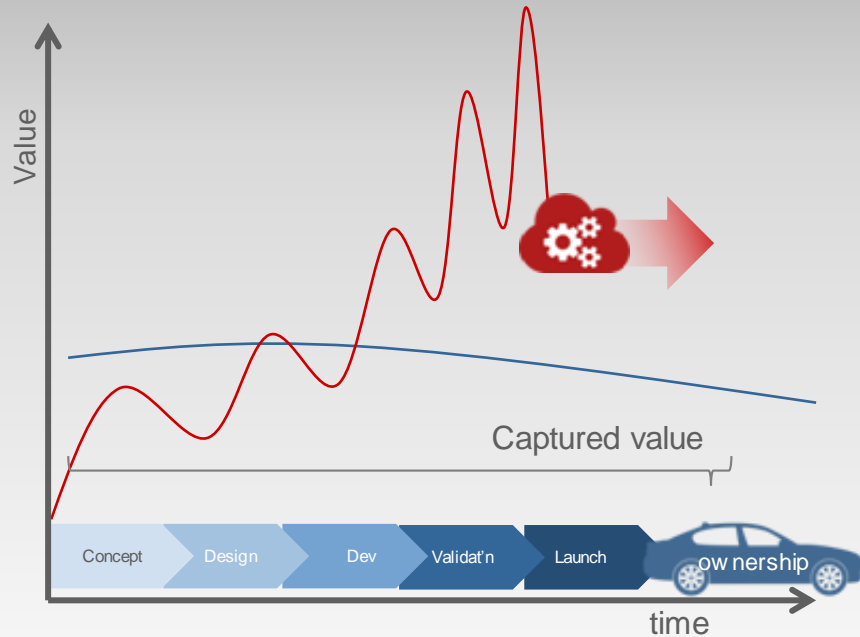 Value
Captured value
Concept
Design
Dev
Validat'n
Launch
ow nership
time